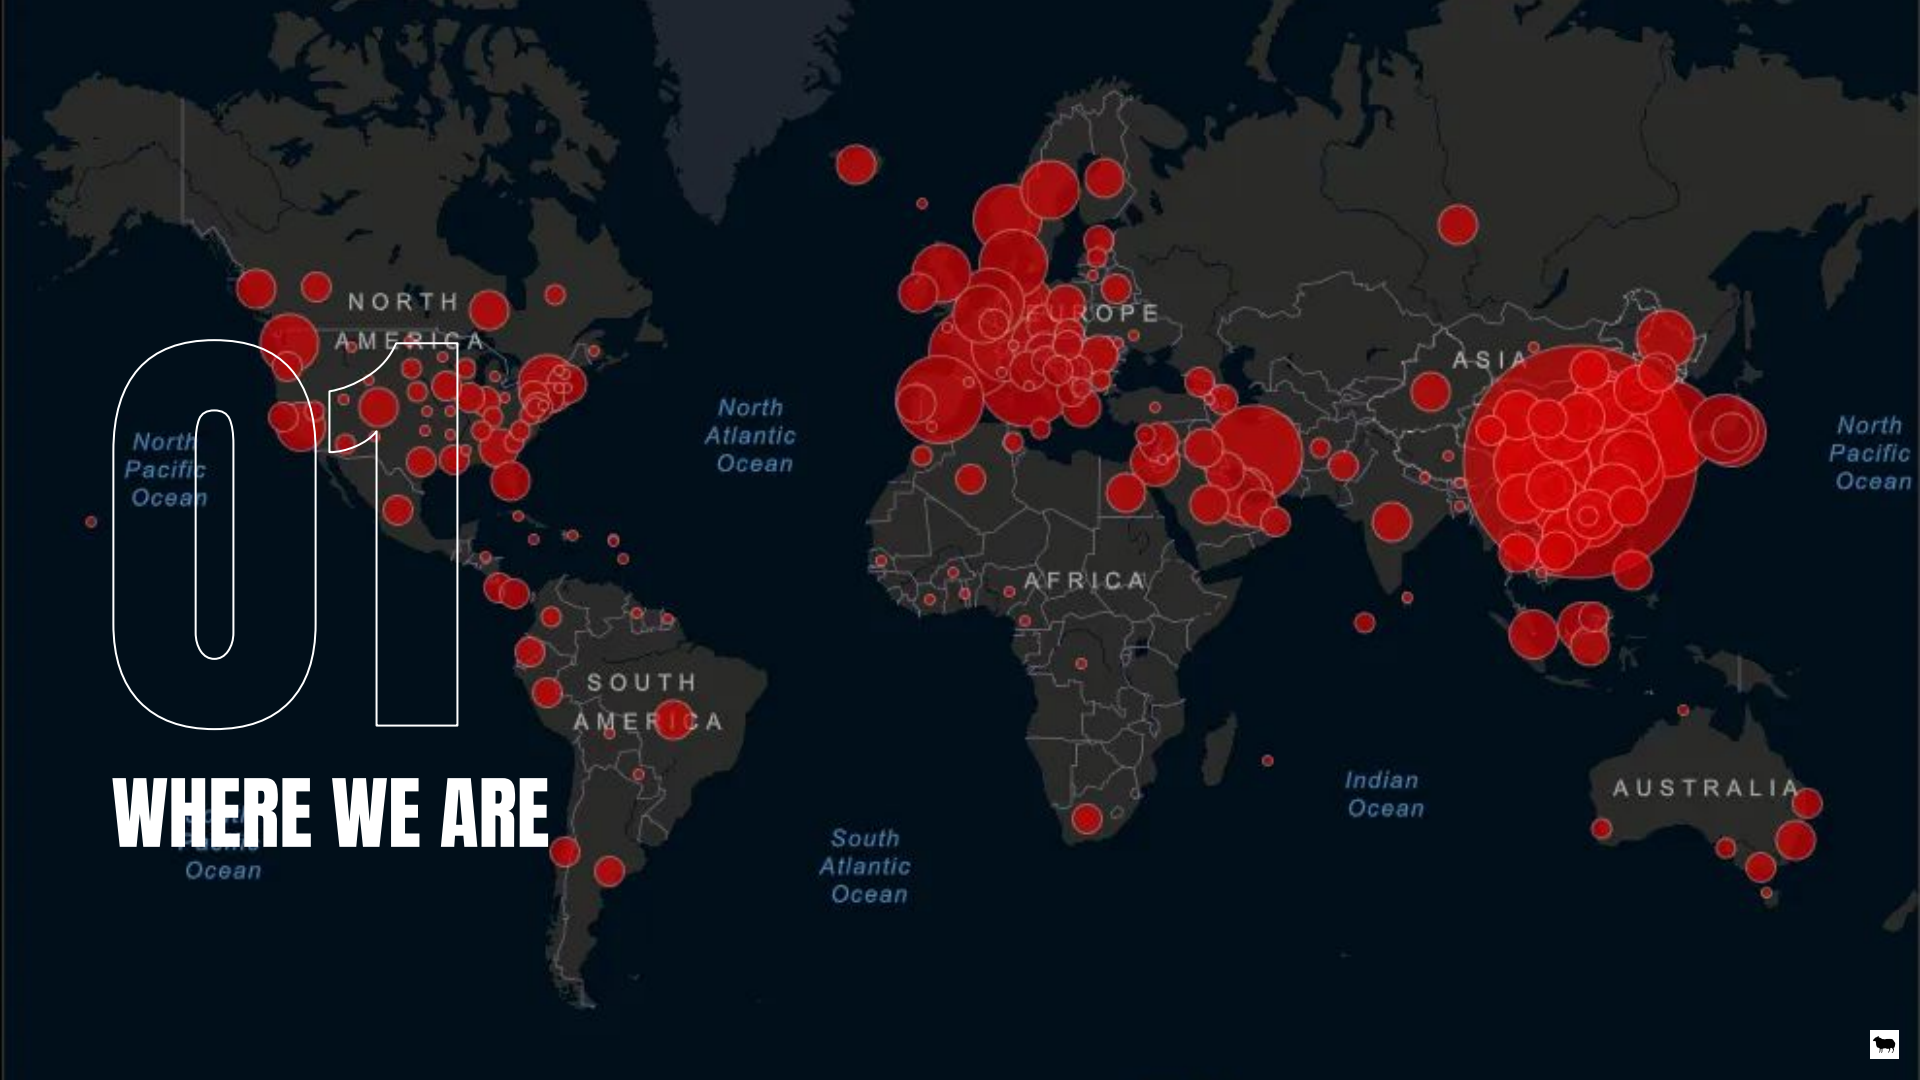 NORTH
AMERICA
EUROPE
ASIA
01
North
Pacific
Ocean
North
Atlantic
Ocean
North
Pacific
Ocean
AFRICA
SOUTH
AMERICA
Indian
Ocean
AUSTRALIA
WHERE WE ARE
Pacific
Ocean
South
Atlantic
Ocean